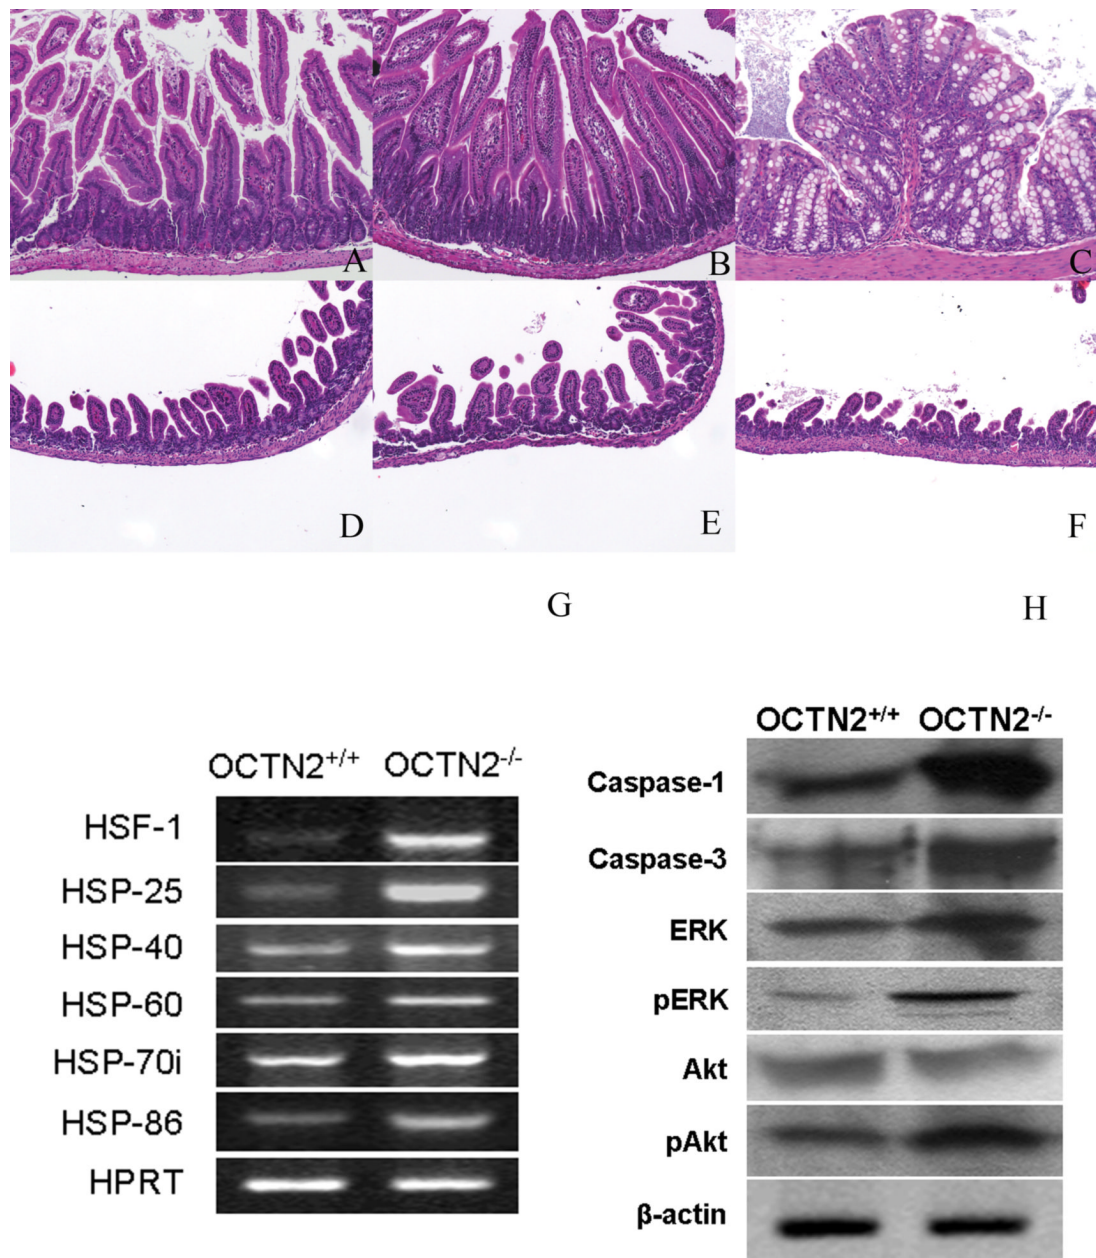 A
B
C
D
E
F
G
H
OCTN2+/+ OCTN2-/-
HSF-1
HSP-25
HSP-40
HSP-60
HSP-70i
HSP-86
HPRT
OCTN2+/+ OCTN2-/-
Caspase-1
Caspase-3
ERK
pERK
Akt
pAkt
β-actin